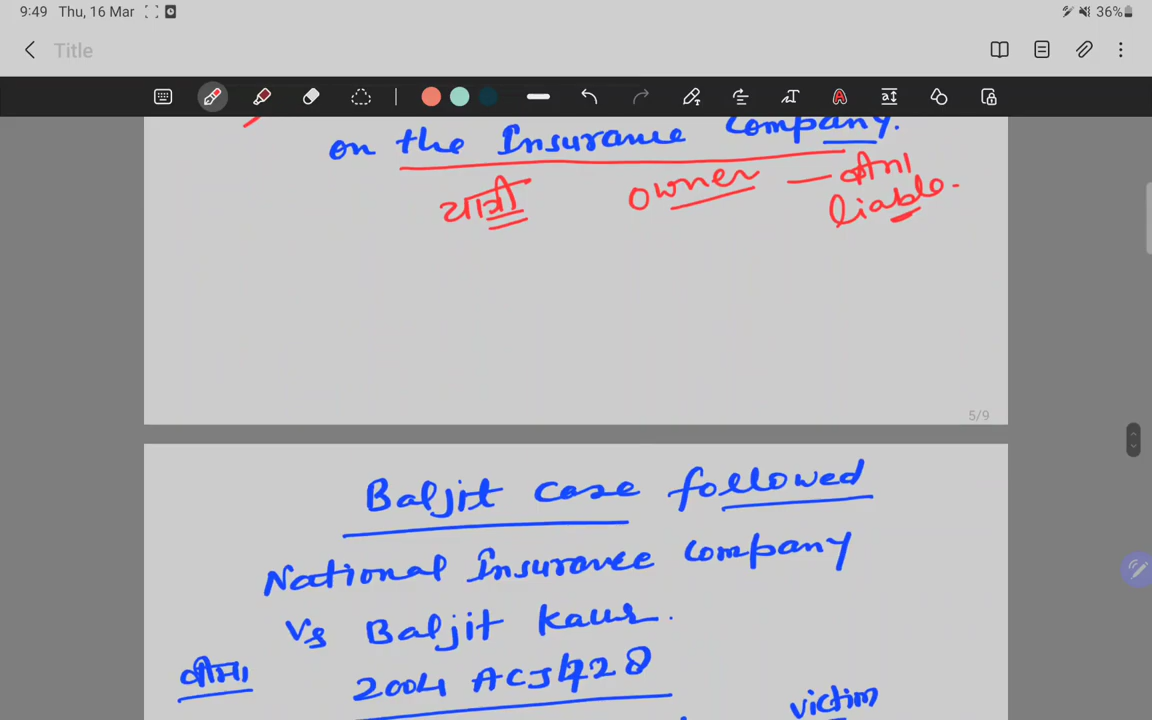 9:49 Thu, 16 Mar
36%
Title
on the Insurance Company.
यात्री owner — बीमा
liable.
5/9
Baljit case followed
National Insurance Company
Vs Baljit Kaur.
बीमा
2004 ACJ 428
victim